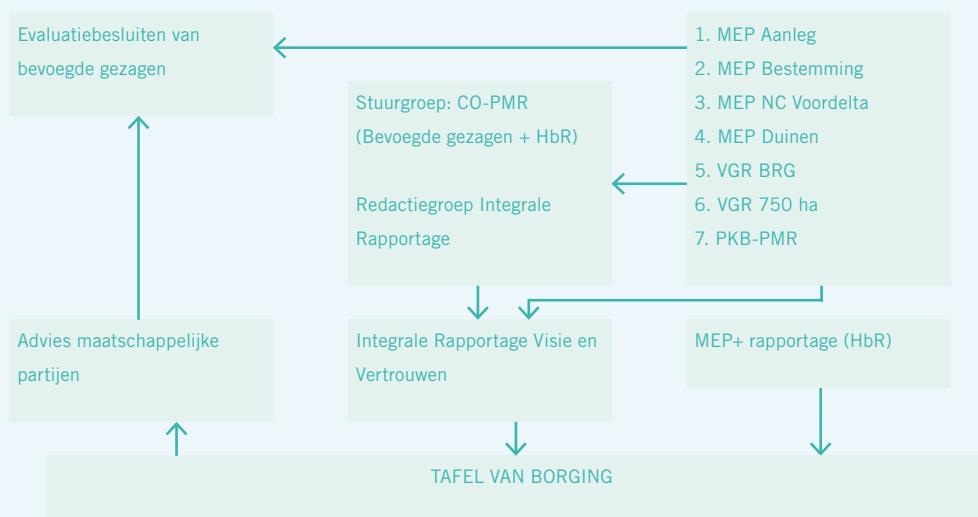 Evaluatiebesluiten van
bevoegde gezagen
Stuurgroep: CO-PMR
(Bevoegde gezagen + HbR)
Redactiegroep Integrale
Rapportage
1. MEP Aanleg
2. MEP Bestemming
3. MEP NC Voordelta
4. MEP Duinen
5. VGR BRG
6. VGR 750 ha
7. PKB-PMR
Advies maatschappelijke
partijen
Integrale Rapportage Visie en
Vertrouwen
MEP+ rapportage (HbR)
TAFEL VAN BORGING